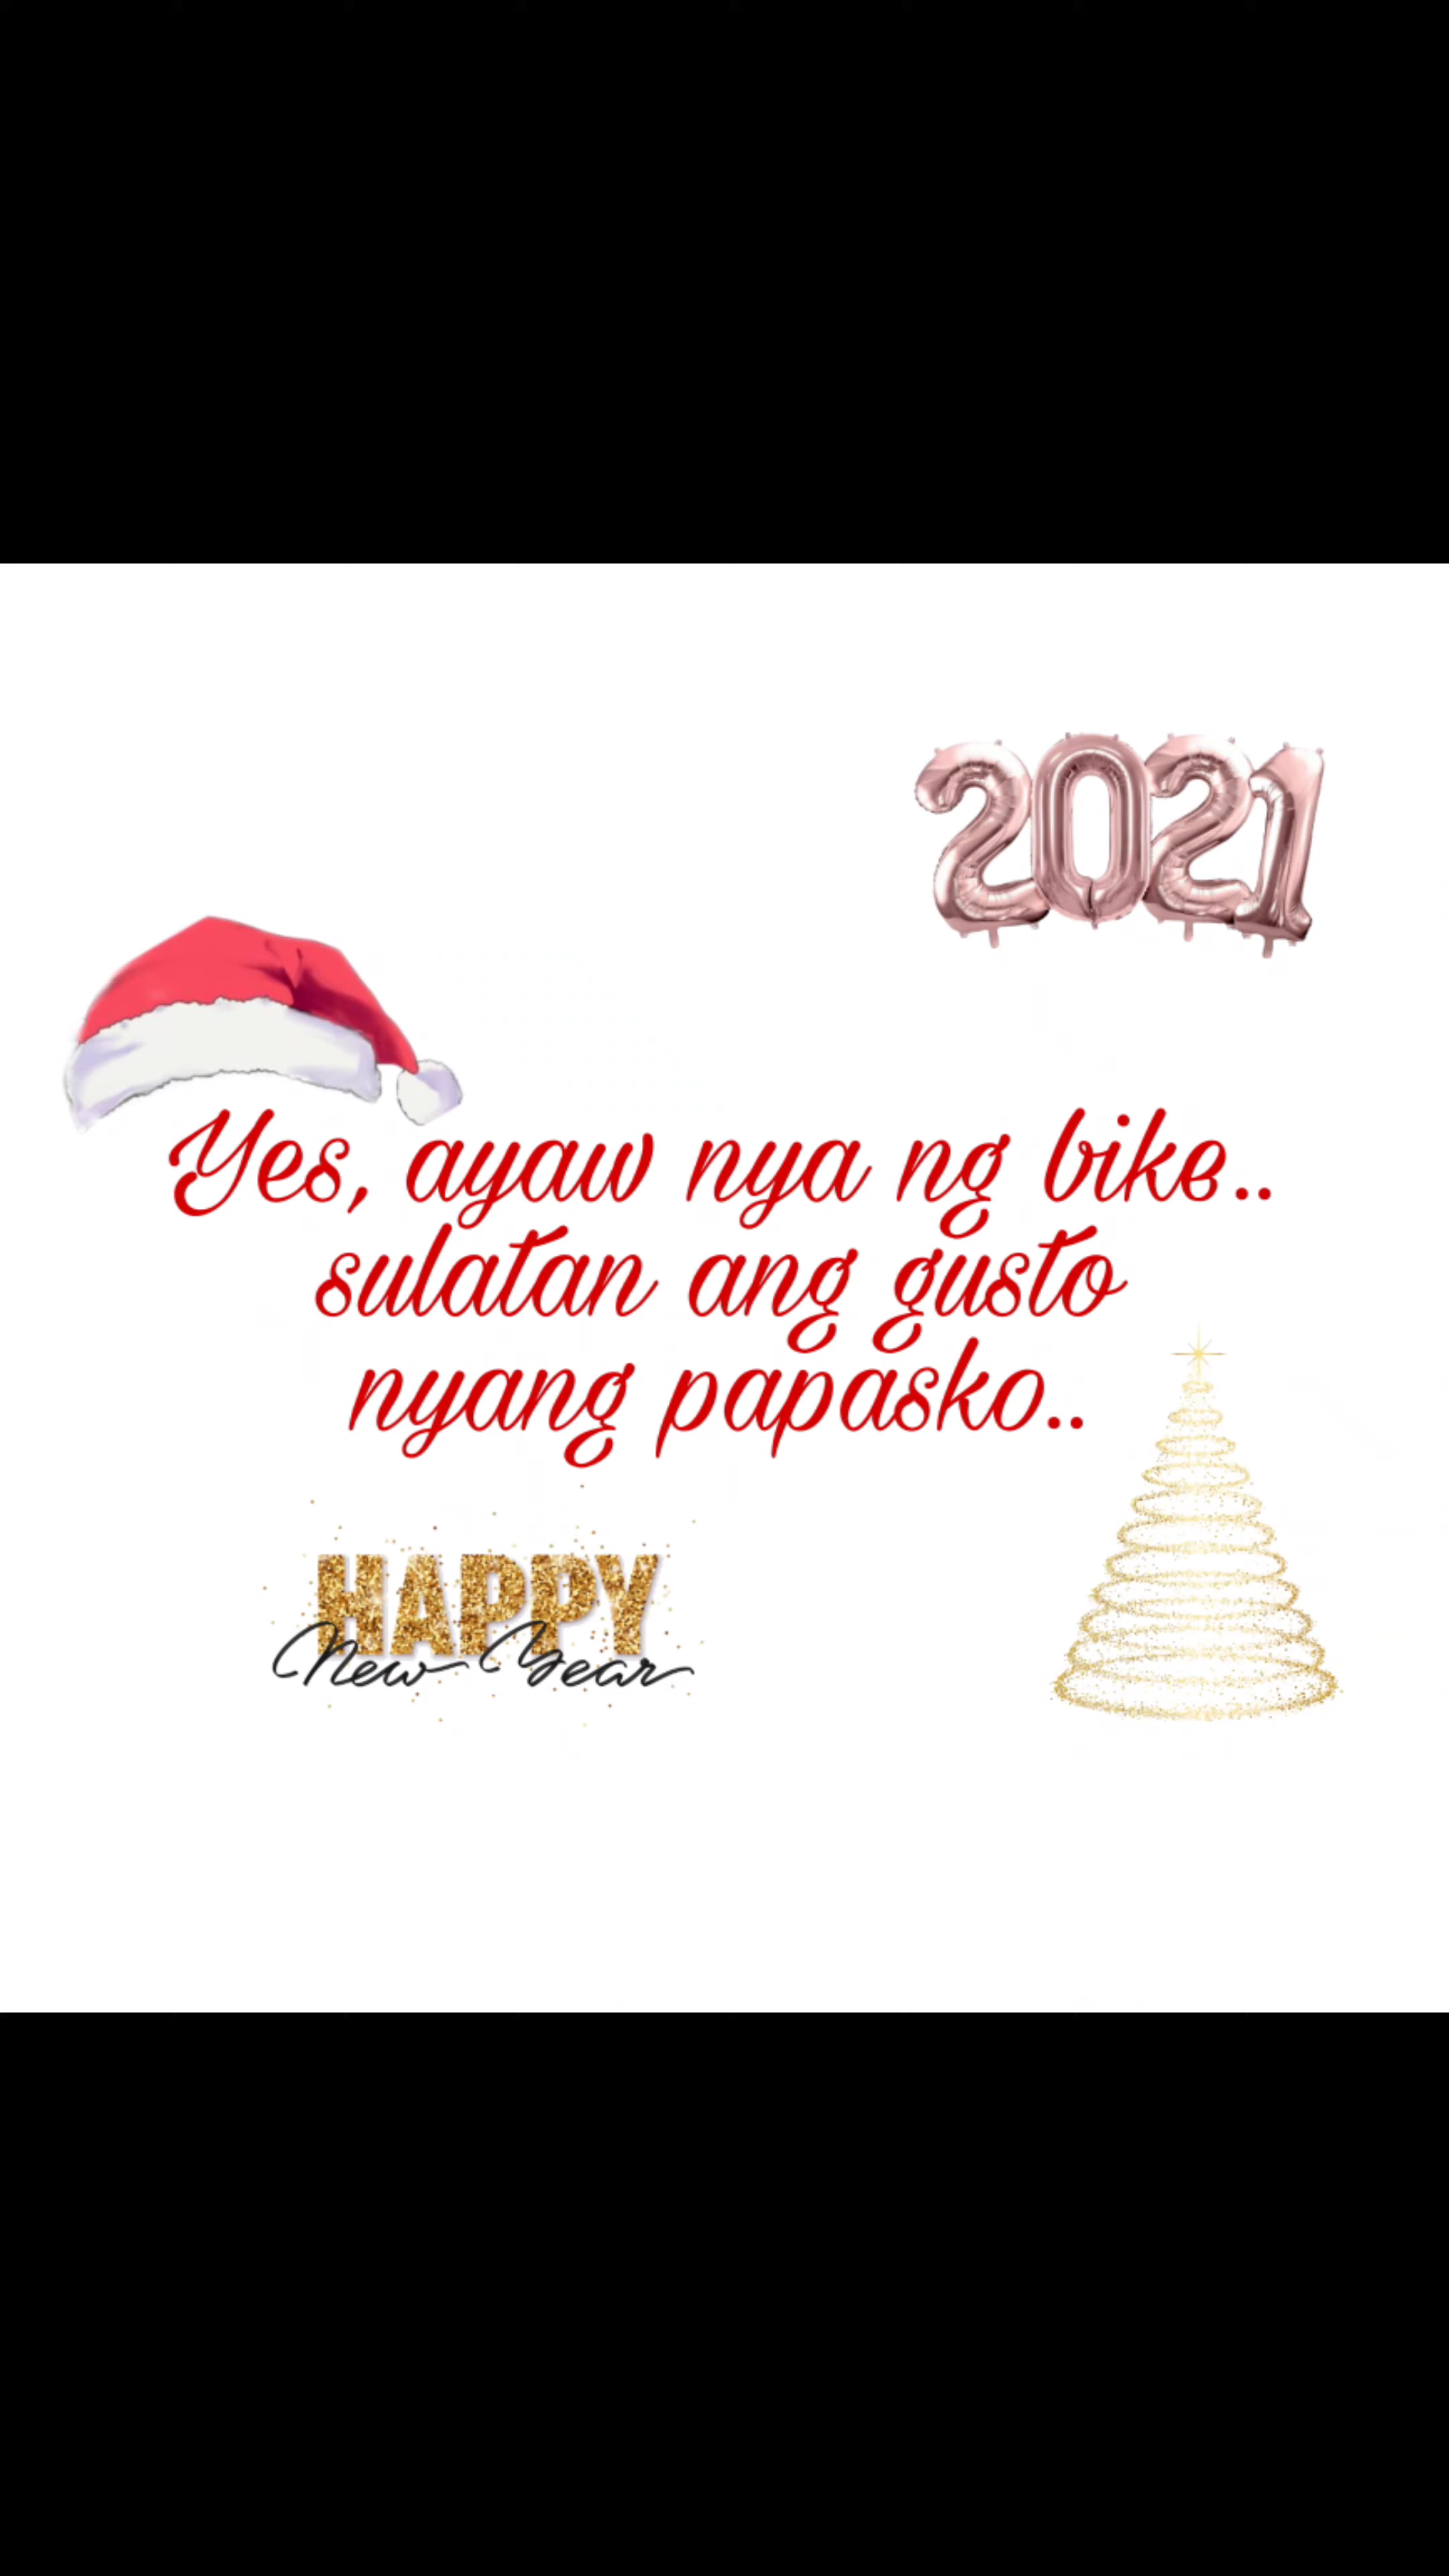 2021
Yes, ayaw nya ng bike..
sulatan ang gusto
nyang papasko..
HAPPY
New Year